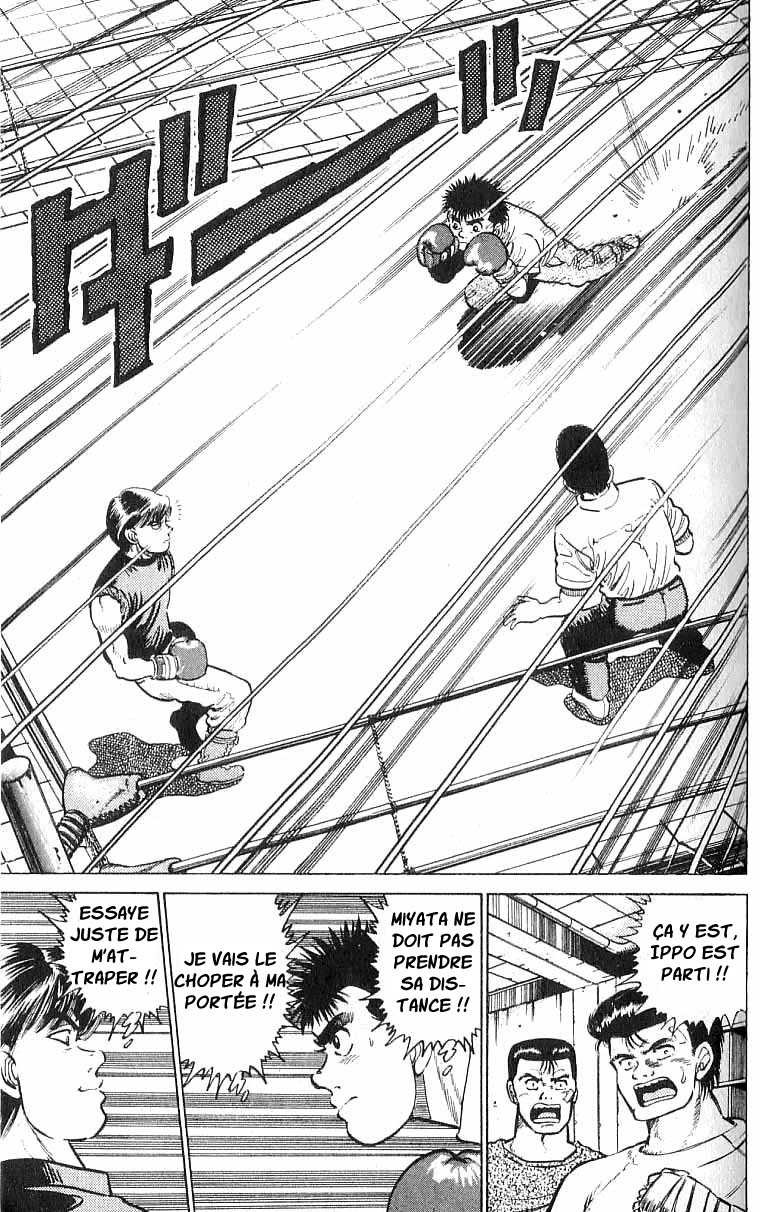 ダーッ
ÇA Y EST,
IPPO EST
PARTI !!
MIYATA NE
DOIT PAS
PRENDRE
SA DIS-
TANCE !!
JE VAIS LE
CHOPER À MA
PORTÉE !!
ESSAYE
JUSTE DE
M'AT-
TRAPER !!